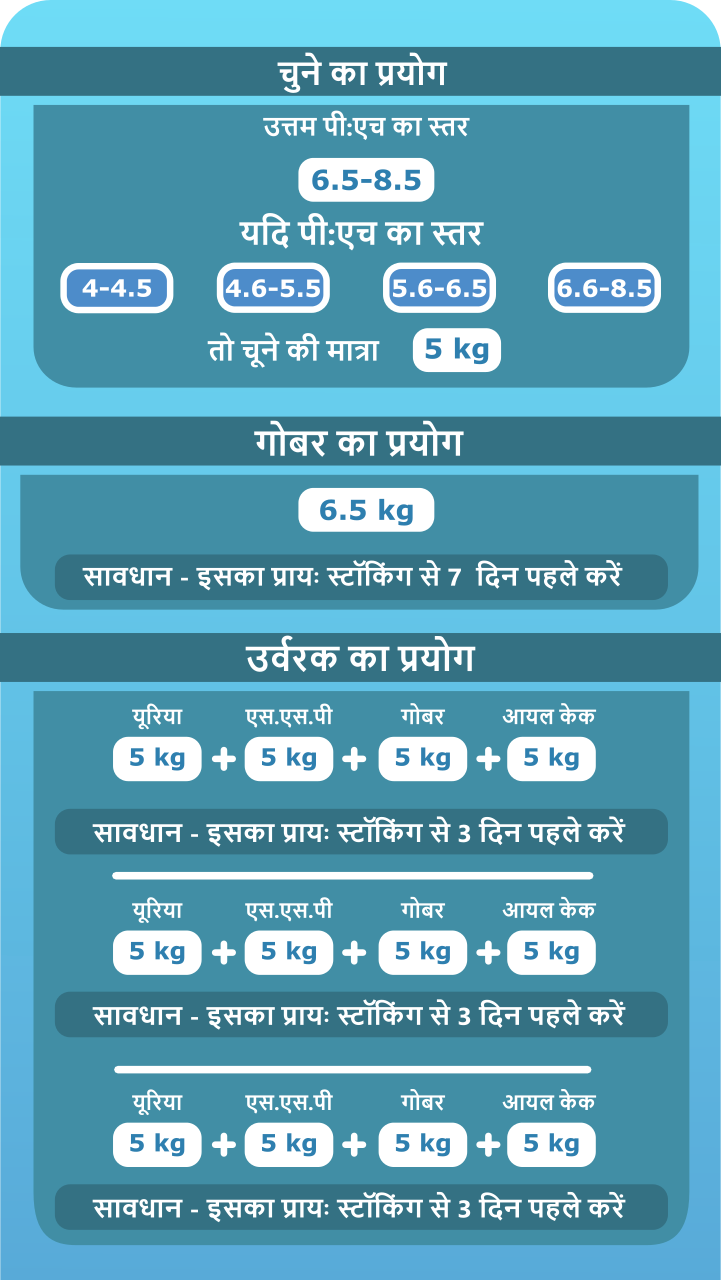 चुने का प्रयोग
उत्तम पी:एच का स्तर
6.5-8.5
यदि पी:एच का स्तर
4-4.5 4.6-5.5 5.6-6.5 6.6-8.5
तो चूने की मात्रा 5 kg
गोबर का प्रयोग
6.5 kg
सावधान - इसका प्रायः स्टॉकिंग से 7 दिन पहले करें
उर्वरक का प्रयोग
यूरिया एस.एस.पी गोबर आयल केक
5 kg + 5 kg + 5 kg + 5 kg
सावधान - इसका प्रायः स्टॉकिंग से 3 दिन पहले करें
यूरिया एस.एस.पी गोबर आयल केक
5 kg + 5 kg + 5 kg + 5 kg
सावधान - इसका प्रायः स्टॉकिंग से 3 दिन पहले करें
यूरिया एस.एस.पी गोबर आयल केक
5 kg + 5 kg + 5 kg + 5 kg
सावधान - इसका प्रायः स्टॉकिंग से 3 दिन पहले करें